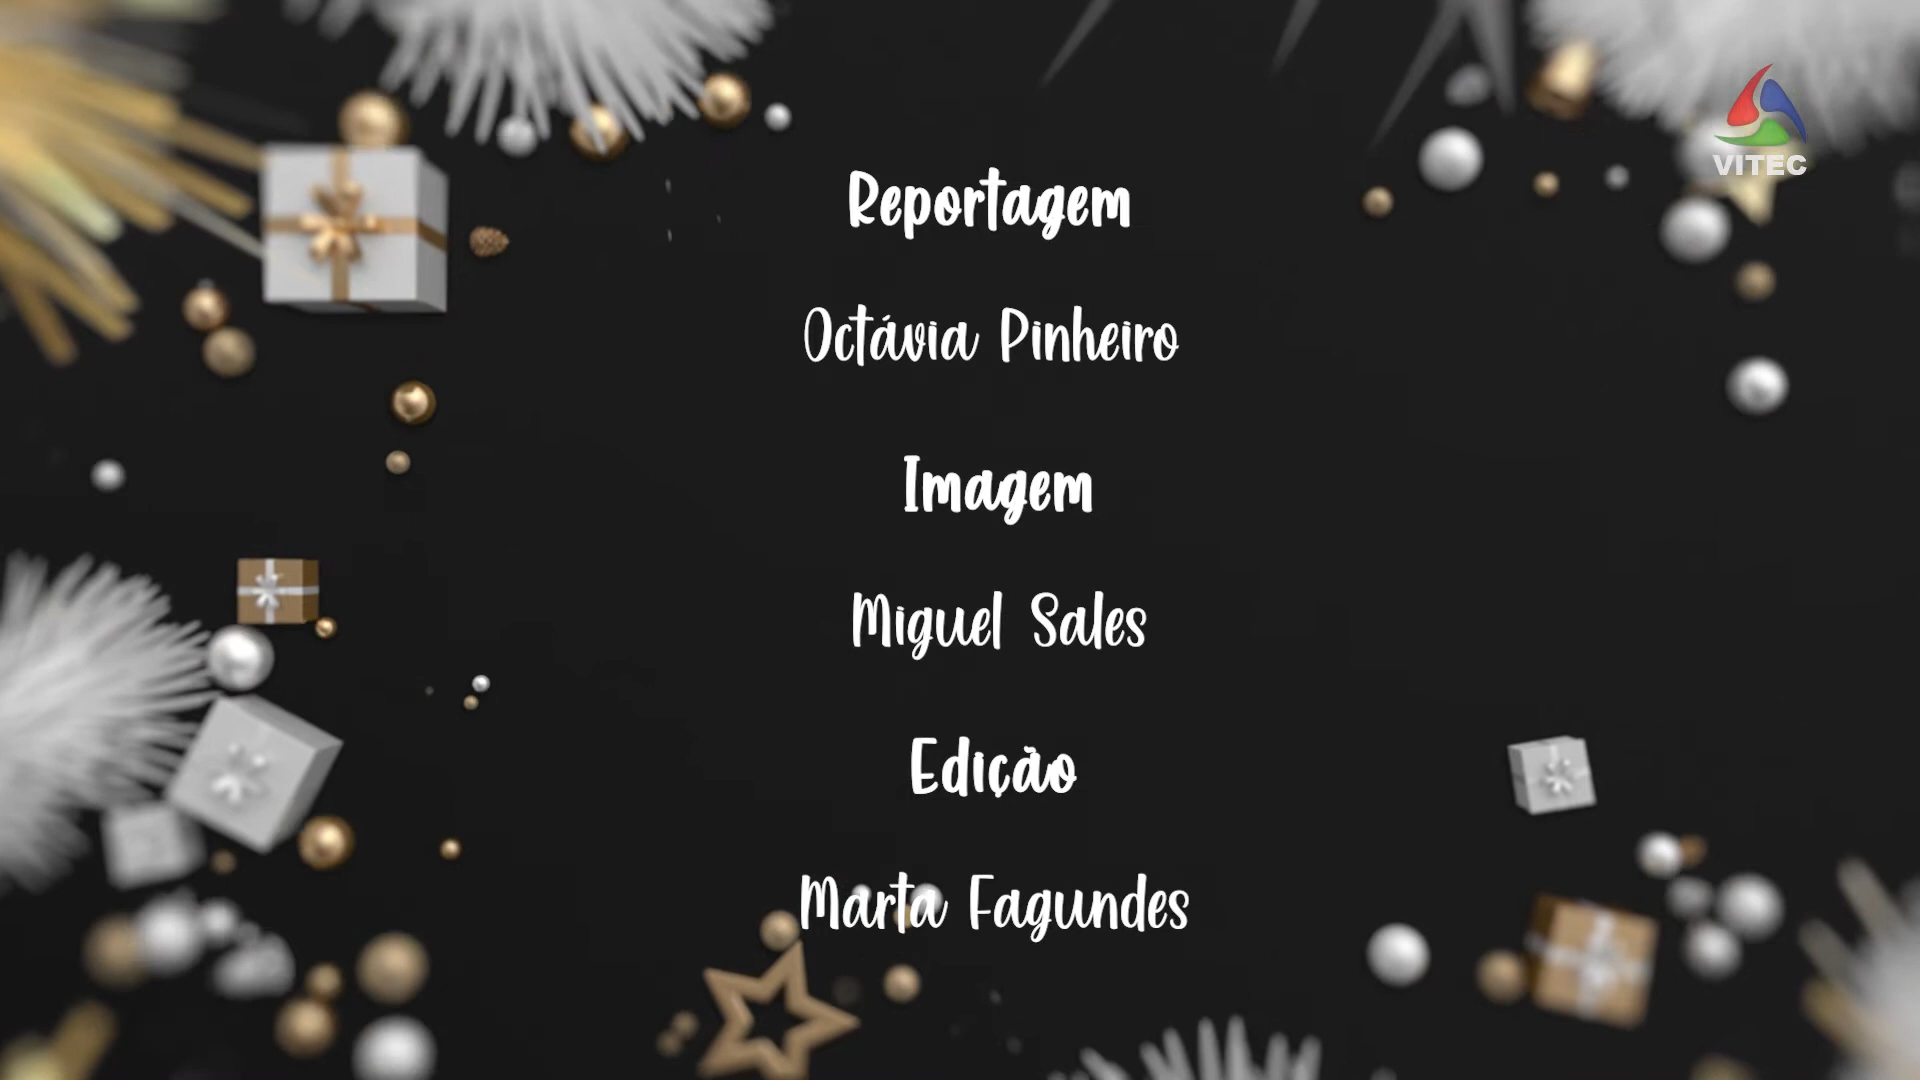 VITEC
Reportagem
Octávia Pinheiro
Imagem
Miguel Sales
Edição
Marta Fagundes